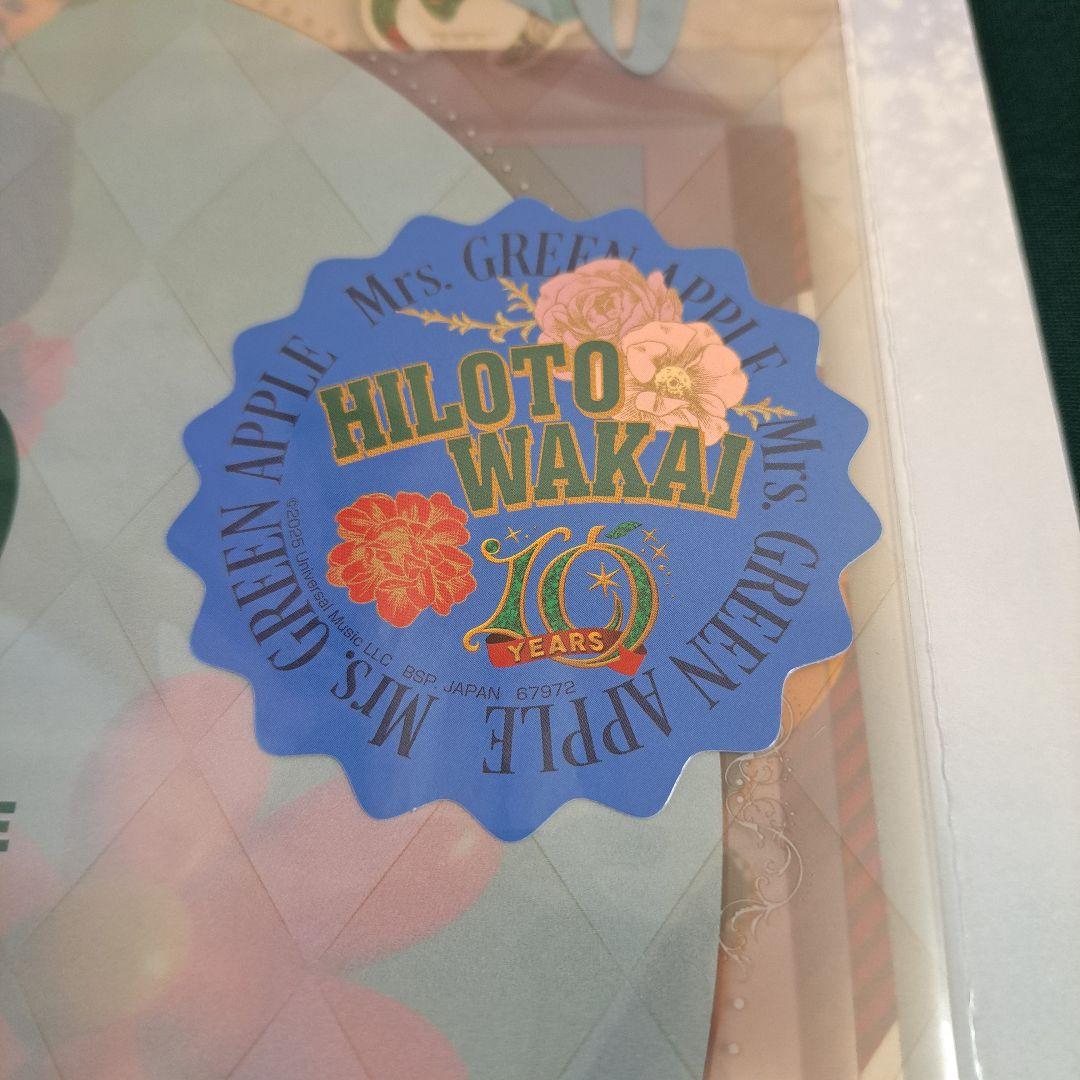 Mrs. GREEN APPLE
Mrs. GREEN APPLE
Mrs. GREEN APPLE
HILOTO
WAKAI
10
YEARS
©2025 Universal Music LLC BSP. JAPAN 67972
E